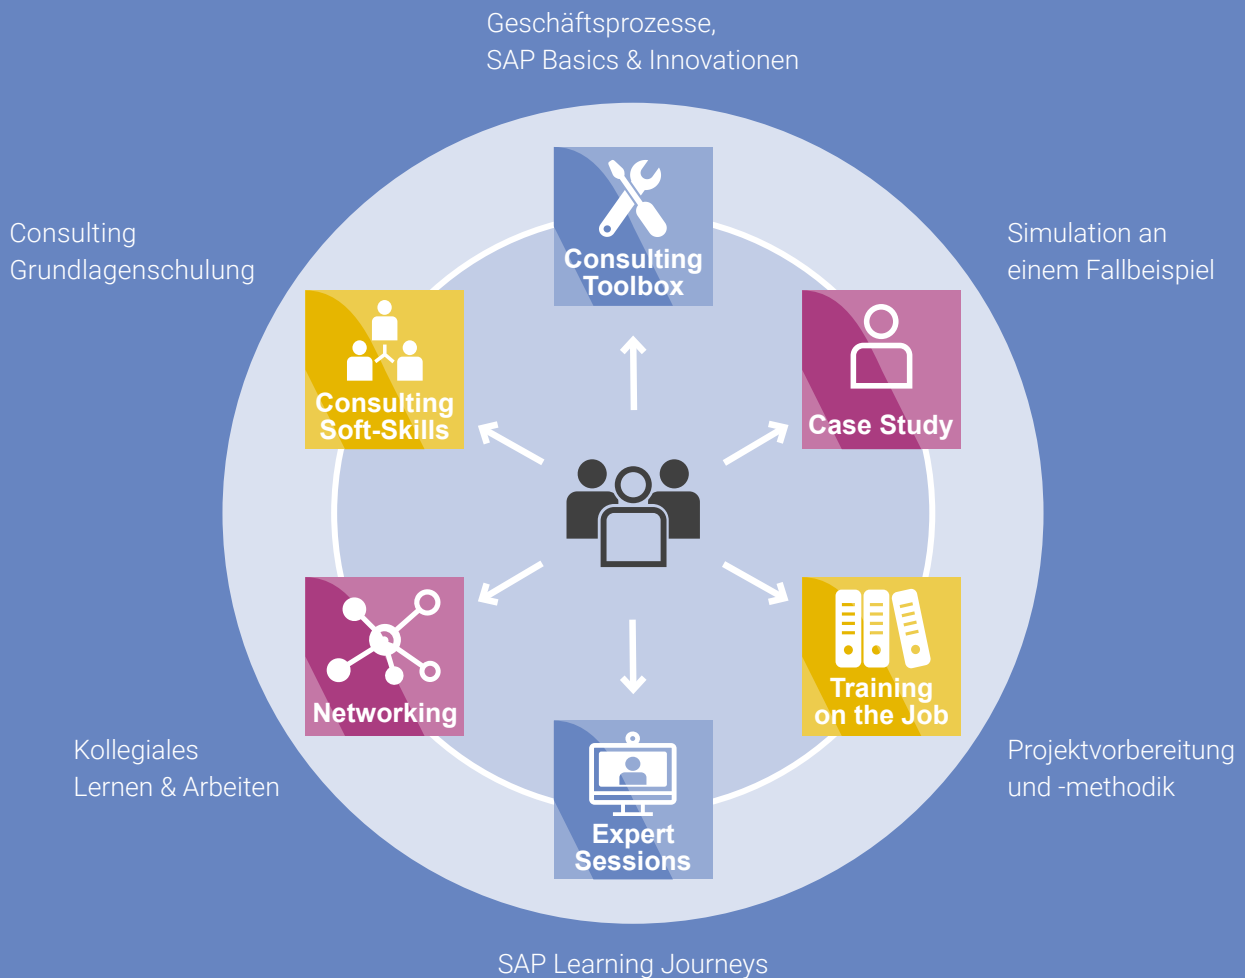 Geschäftsprozesse,
SAP Basics & Innovationen
Consulting
Toolbox
Simulation an
einem Fallbeispiel
Case Study
Training
on the Job
Projektvorbereitung
und -methodik
Expert
Sessions
SAP Learning Journeys
Networking
Kollegiales
Lernen & Arbeiten
Consulting
Grundlagenschulung
Consulting
Soft-Skills